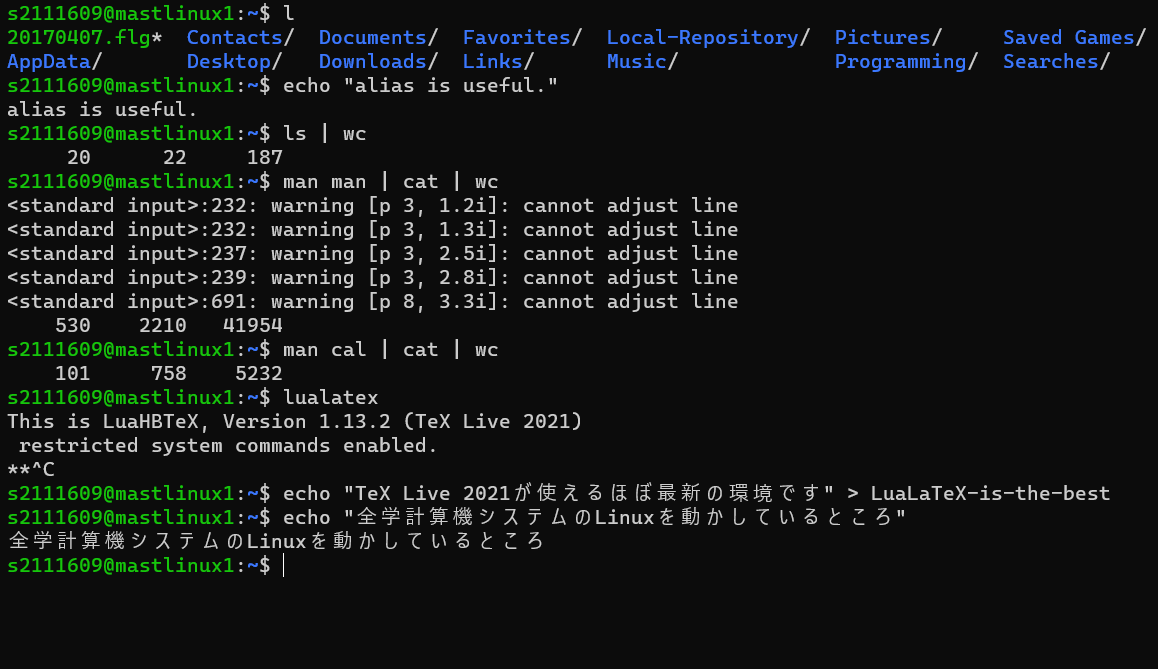 s2111609@mastlinux1:~$ l
20170407.flg*  Contacts/  Documents/  Favorites/  Local-Repository/  Pictures/     Saved Games/
AppData/       Desktop/   Downloads/  Links/      Music/             Programming/  Searches/
s2111609@mastlinux1:~$ echo "alias is useful."
alias is useful.
s2111609@mastlinux1:~$ ls | wc
     20      22     187
s2111609@mastlinux1:~$ man man | cat | wc
<standard input>:232: warning [p 3, 1.2i]: cannot adjust line
<standard input>:232: warning [p 3, 1.3i]: cannot adjust line
<standard input>:237: warning [p 3, 2.5i]: cannot adjust line
<standard input>:239: warning [p 3, 2.8i]: cannot adjust line
<standard input>:691: warning [p 8, 3.3i]: cannot adjust line
    530    2210   41954
s2111609@mastlinux1:~$ man cal | cat | wc
    101     758    5232
s2111609@mastlinux1:~$ lualatex
This is LuaHBTeX, Version 1.13.2 (TeX Live 2021)
 restricted system commands enabled.
**^C
s2111609@mastlinux1:~$ echo "TeX Live 2021が使えるほぼ最新の環境です" > LuaLaTeX-is-the-best
s2111609@mastlinux1:~$ echo "全学計算機システムのLinuxを動かしているところ"
全学計算機システムのLinuxを動かしているところ
s2111609@mastlinux1:~$